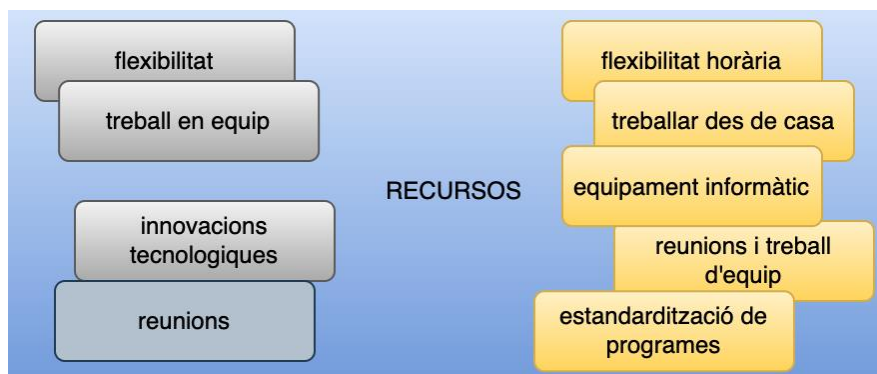 flexibilitat
treball en equip
innovacions
tecnologiques
reunions
RECURSOS
flexibilitat horària
treballar des de casa
equipament informàtic
reunions i treball
d'equip
estandardització de
programes